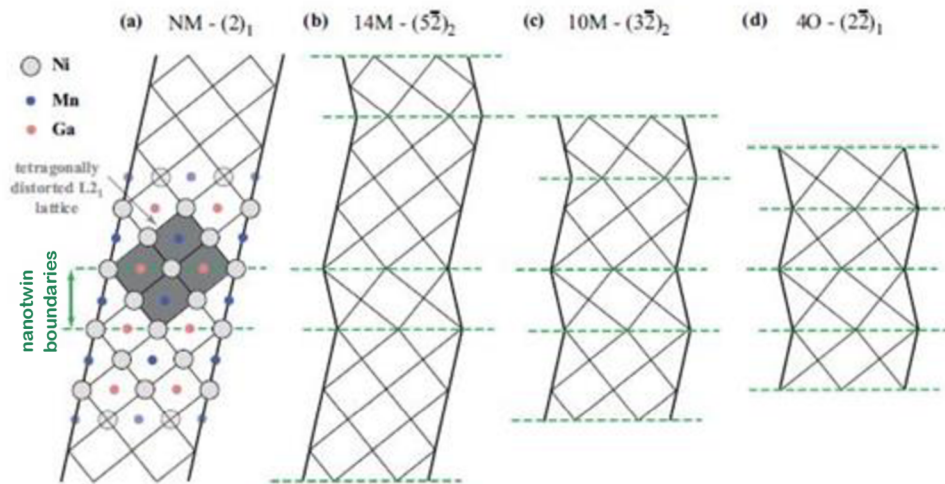 (a) NM - (2)₁
(b) 14M - (52̅)₂
(c) 10M - (32̅)₂
(d) 4O - (22̅)₁
Ni
Mn
Ga
tetragonally
distorted L2₁
lattice
nanotwin
boundaries